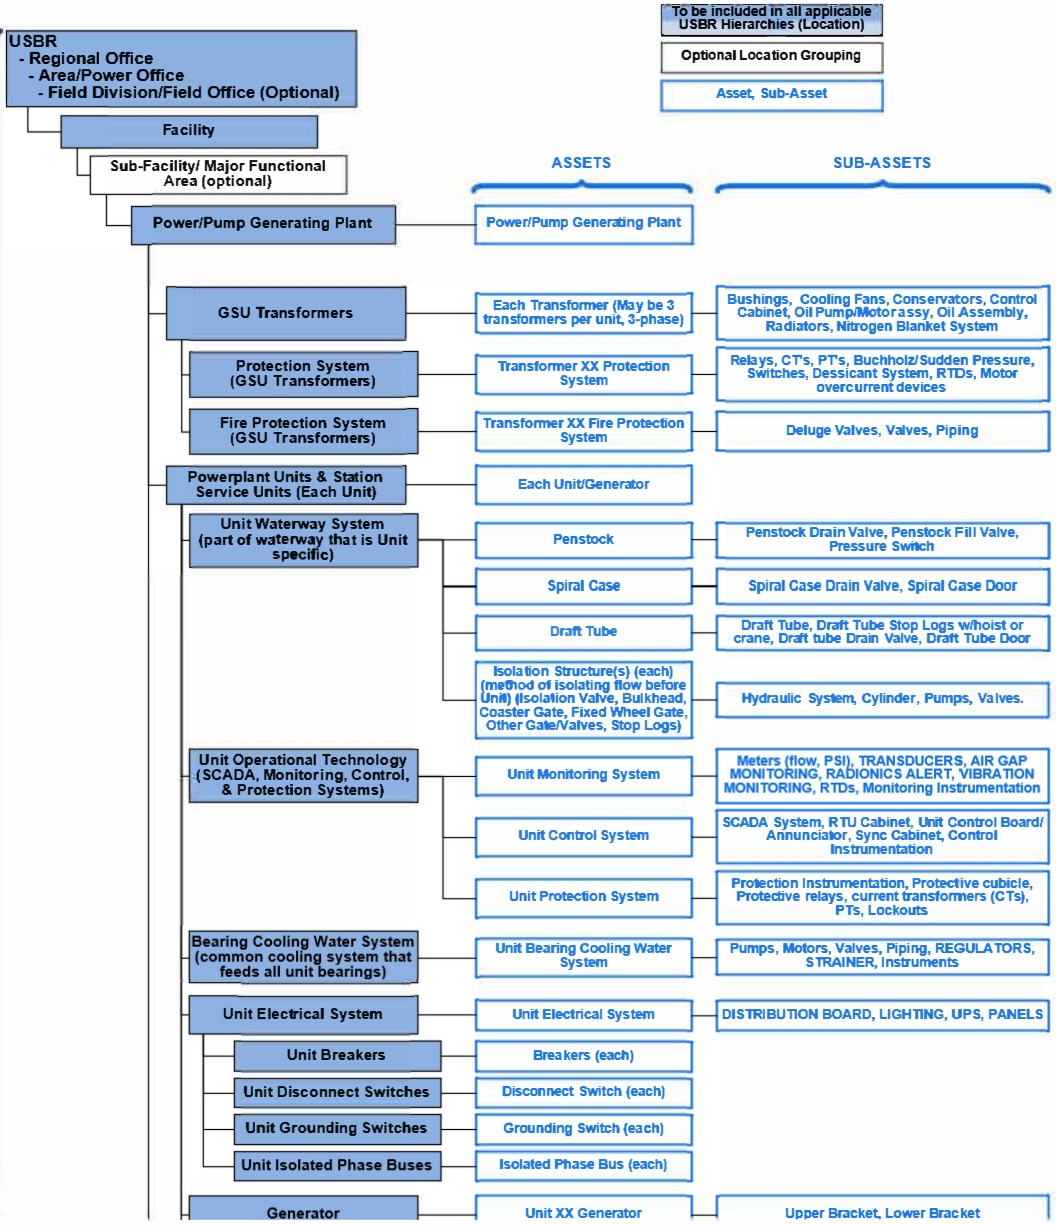 To be included in all applicable
USBR Hierarchies (Location)
Optional Location Grouping
Asset, Sub-Asset
USBR
- Regional Office
- Area/Power Office
- Field Division/Field Office (Optional)
Facility
Sub-Facility/ Major Functional
Area (optional)
ASSETS
SUB-ASSETS
Power/Pump Generating Plant
Power/Pump Generating Plant
GSU Transformers
Each Transformer (May be 3
transformers per unit, 3-phase)
Bushings, Cooling Fans, Conservators, Control
Cabinet, Oil Pump/Motor assy, Oil Assembly,
Radiators, Nitrogen Blanket System
Protection System
(GSU Transformers)
Transformer XX Protection
System
Relays, CT's, PT's, Buchholz/Sudden Pressure,
Switches, Dessicant System, RTDs, Motor
overcurrent devices
Fire Protection System
(GSU Transformers)
Transformer XX Fire Protection
System
Deluge Valves, Valves, Piping
Powerplant Units & Station
Service Units (Each Unit)
Each Unit/Generator
Unit Waterway System
(part of waterway that is Unit
specific)
Penstock
Penstock Drain Valve, Penstock Fill Valve,
Pressure Switch
Spiral Case
Spiral Case Drain Valve, Spiral Case Door
Draft Tube
Draft Tube, Draft Tube Stop Logs w/hoist or
crane, Draft tube Drain Valve, Draft Tube Door
Isolation Structure(s) (each)
(method of isolating flow before
Unit) (Isolation Valve, Bulkhead,
Coaster Gate, Fixed Wheel Gate,
Other Gate/Valves, Stop Logs)
Hydraulic System, Cylinder, Pumps, Valves.
Unit Operational Technology
(SCADA, Monitoring, Control,
& Protection Systems)
Unit Monitoring System
Meters (flow, PSI), TRANSDUCERS, AIR GAP
MONITORING, RADIONICS ALERT, VIBRATION
MONITORING, RTDs, Monitoring Instrumentation
Unit Control System
SCADA System, RTU Cabinet, Unit Control Board/
Annunciator, Sync Cabinet, Control
Instrumentation
Unit Protection System
Protection Instrumentation, Protective cubicle,
Protective relays, current transformers (CTs),
PTs, Lockouts
Bearing Cooling Water System
(common cooling system that
feeds all unit bearings)
Unit Bearing Cooling Water
System
Pumps, Motors, Valves, Piping, REGULATORS,
STRAINER, Instruments
Unit Electrical System
Unit Electrical System
DISTRIBUTION BOARD, LIGHTING, UPS, PANELS
Unit Breakers
Breakers (each)
Unit Disconnect Switches
Disconnect Switch (each)
Unit Grounding Switches
Grounding Switch (each)
Unit Isolated Phase Buses
Isolated Phase Bus (each)
Generator
Unit XX Generator
Upper Bracket, Lower Bracket